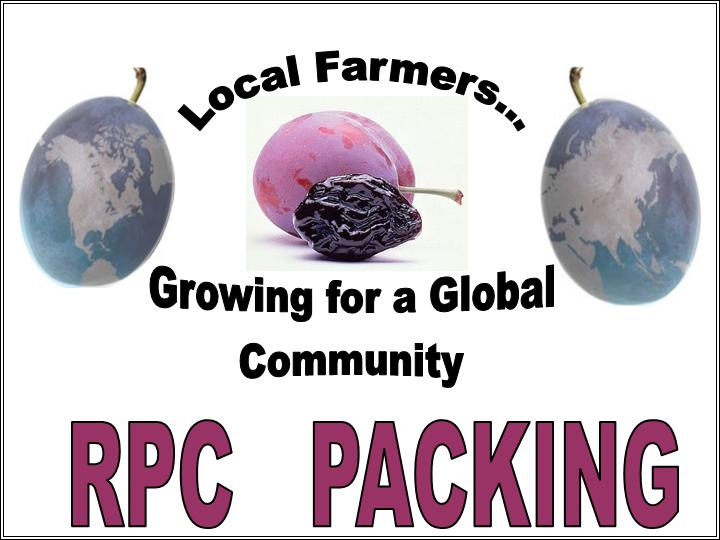 Local Farmers...
Growing for a Global
Community
RPC PACKING